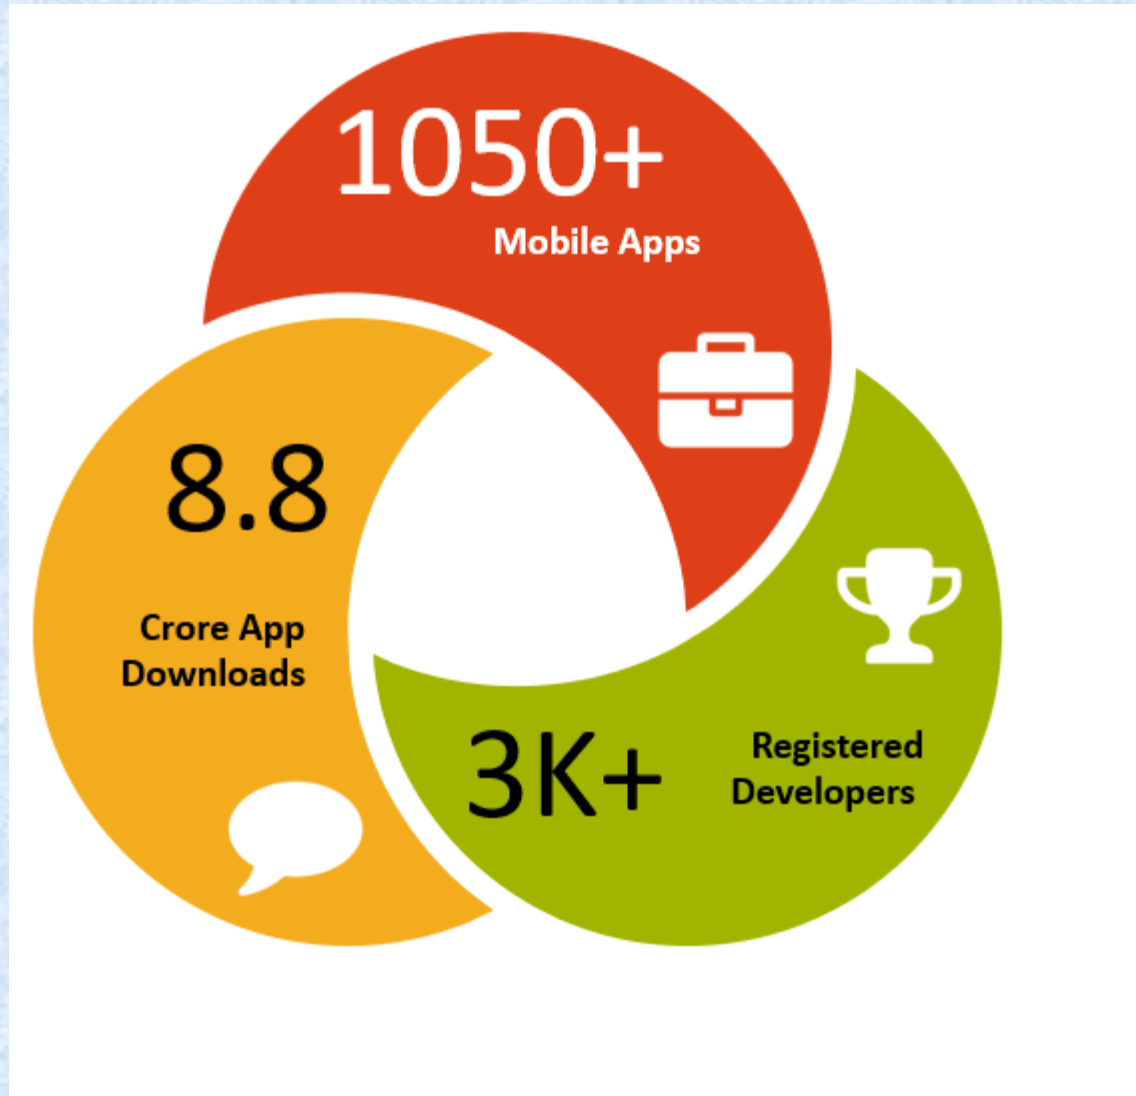 1050+
Mobile Apps
8.8
Crore App
Downloads
3K+
Registered
Developers